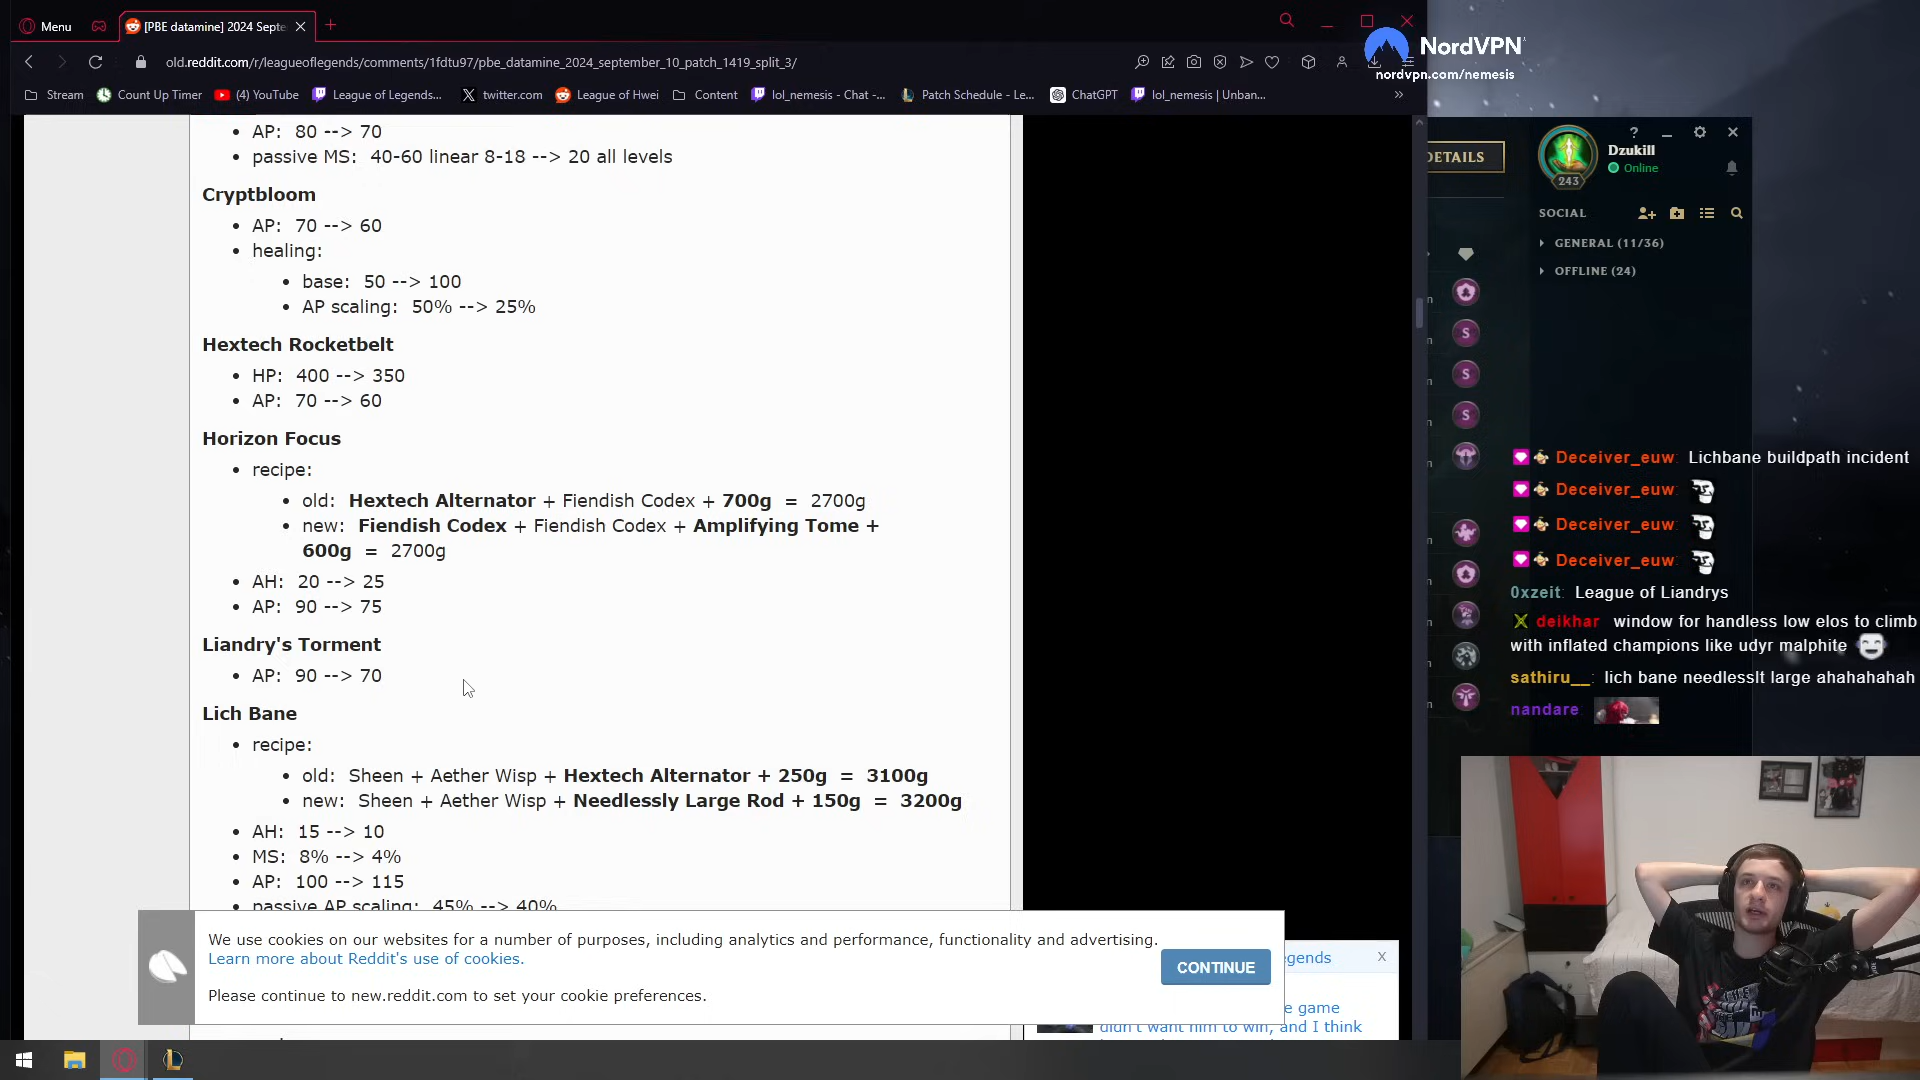 Menu
[PBE datamine] 2024 Septe
old.reddit.com/r/leagueoflegends/comments/1fdtu97/pbe_datamine_2024_september_10_patch_1419_split_3/
NordVPN
nordvpn.com/nemesis
Stream
Count Up Timer
(4) YouTube
League of Legends...
twitter.com
League of Hwei
Content
lol_nemesis - Chat -...
Patch Schedule - Le...
ChatGPT
lol_nemesis | Unban...
AP: 80 --> 70
passive MS: 40-60 linear 8-18 --> 20 all levels
Cryptbloom
AP: 70 --> 60
healing:
base: 50 --> 100
AP scaling: 50% --> 25%
Hextech Rocketbelt
HP: 400 --> 350
AP: 70 --> 60
Horizon Focus
recipe:
old: Hextech Alternator + Fiendish Codex + 700g = 2700g
new: Fiendish Codex + Fiendish Codex + Amplifying Tome +
600g = 2700g
AH: 20 --> 25
AP: 90 --> 75
Liandry's Torment
AP: 90 --> 70
Lich Bane
recipe:
old: Sheen + Aether Wisp + Hextech Alternator + 250g = 3100g
new: Sheen + Aether Wisp + Needlessly Large Rod + 150g = 3200g
AH: 15 --> 10
MS: 8% --> 4%
AP: 100 --> 115
passive AP scaling: 45% --> 40%
We use cookies on our websites for a number of purposes, including analytics and performance, functionality and advertising.
Learn more about Reddit's use of cookies.
Please continue to new.reddit.com to set your cookie preferences.
CONTINUE
egends
X
e game
didn't want him to win, and I think
DETAILS
Dzukill
Online
243
SOCIAL
GENERAL (11/36)
OFFLINE (24)
S
S
S
Deceiver_euw: Lichbane buildpath incident
Deceiver_euw:
Deceiver_euw:
Deceiver_euw:
0xzeit: League of Liandrys
deikhar window for handless low elos to climb
with inflated champions like udyr malphite
sathiru__: lich bane needlesslt large ahahahahah
nandare